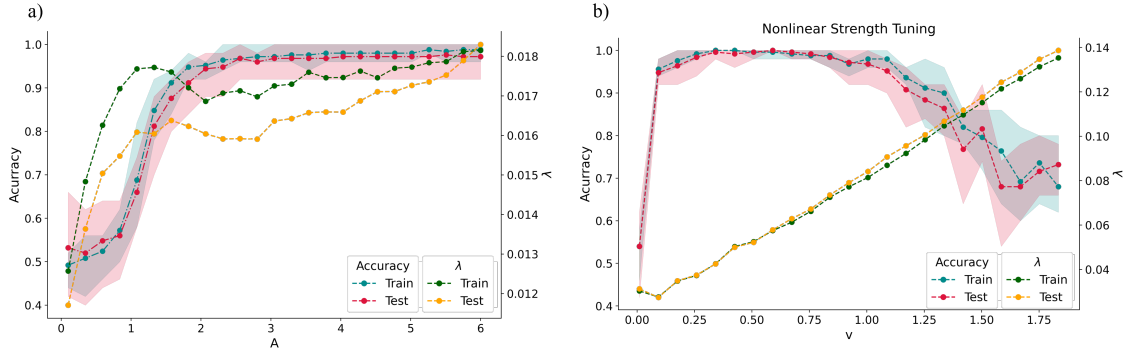 a)
1.0
0.9
0.8
0.7
0.6
0.5
0.4
Acurracy
0.018
0.017
0.016
0.015
0.014
0.013
0.012
λ
0
1
2
3
4
5
6
A
Accuracy
Train
Test
λ
Train
Test
b)
Nonlinear Strength Tuning
1.0
0.9
0.8
0.7
0.6
0.5
0.4
Acurracy
0.14
0.12
0.10
0.08
0.06
0.04
λ
0.00
0.25
0.50
0.75
1.00
1.25
1.50
1.75
v
Accuracy
Train
Test
λ
Train
Test